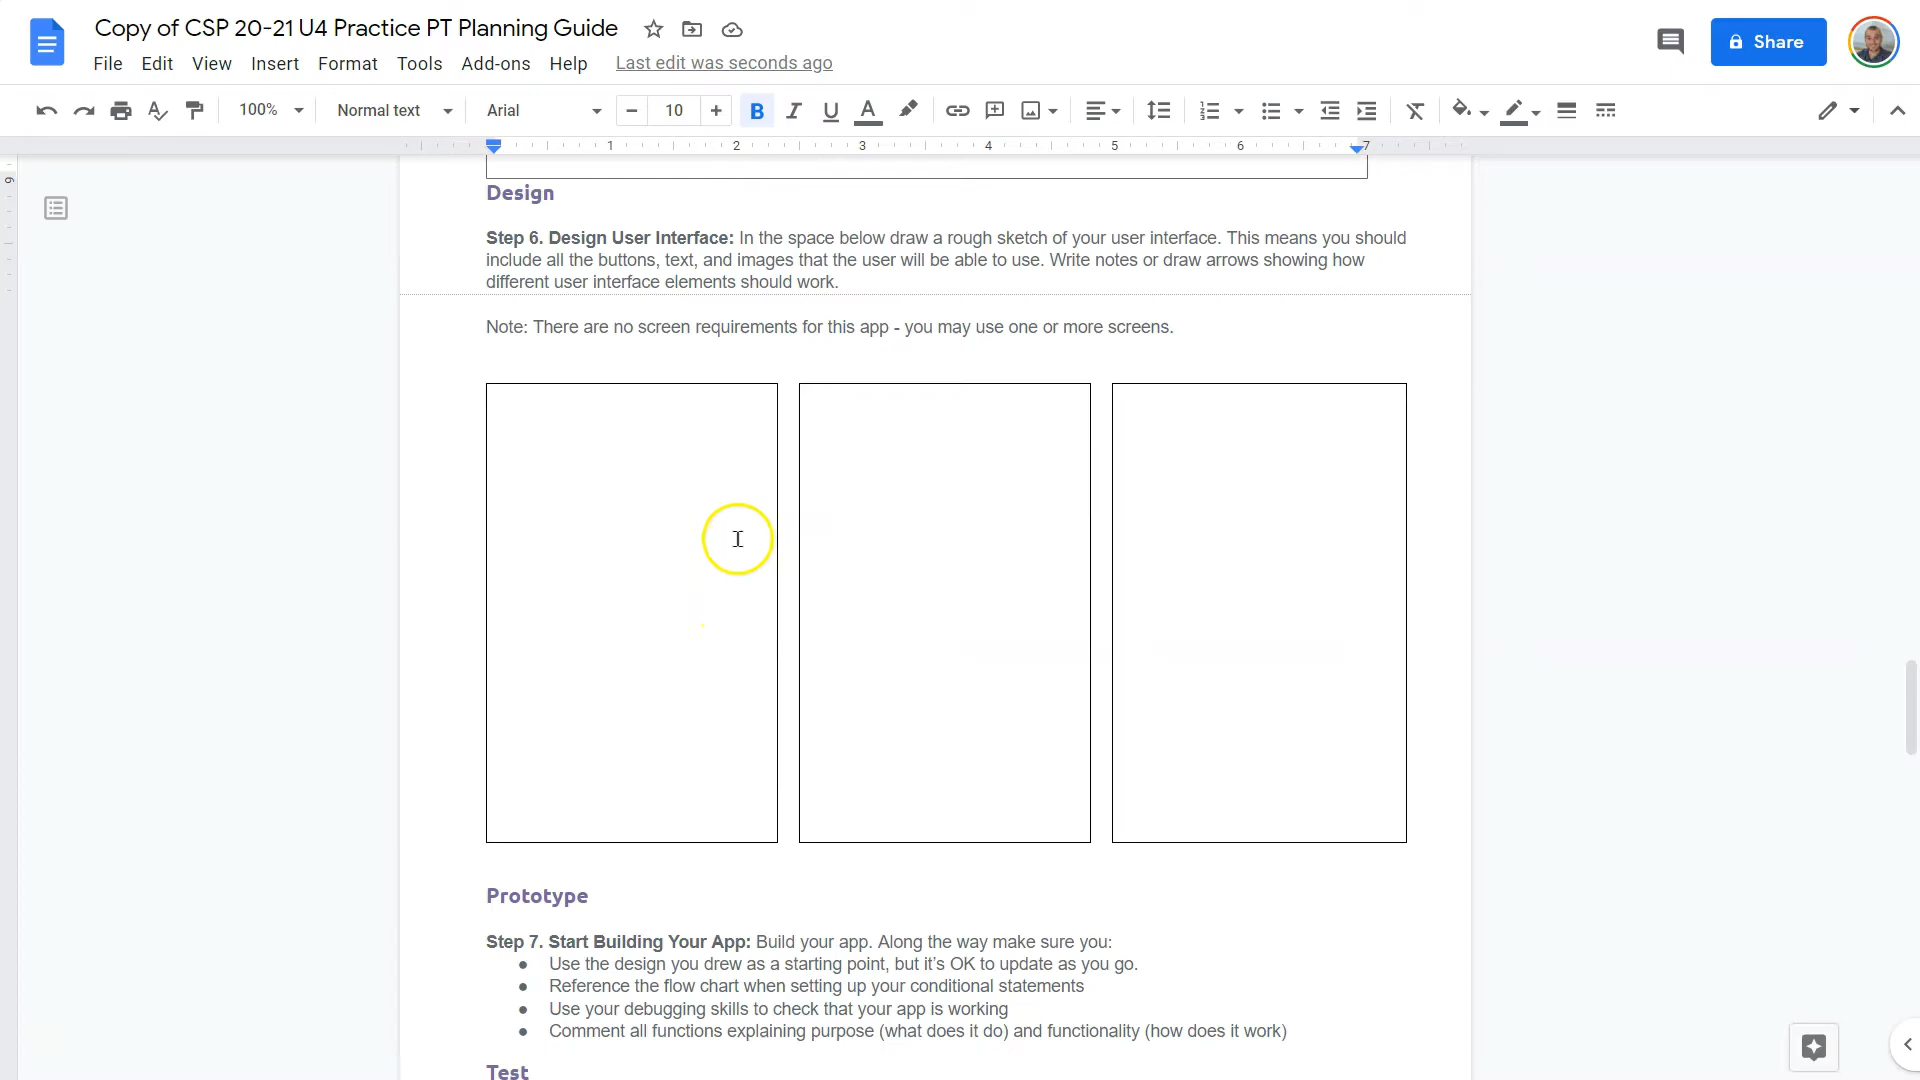 Copy of CSP 20-21 U4 Practice PT Planning Guide
Share
File Edit View Insert Format Tools Add-ons Help Last edit was seconds ago
100% Normal text Arial 10 B I U A
1 2 3 4 5 6 7
9
Design
Step 6. Design User Interface: In the space below draw a rough sketch of your user interface. This means you should
include all the buttons, text, and images that the user will be able to use. Write notes or draw arrows showing how
different user interface elements should work.
Note: There are no screen requirements for this app - you may use one or more screens.
Prototype
Step 7. Start Building Your App: Build your app. Along the way make sure you:
● Use the design you drew as a starting point, but it’s OK to update as you go.
● Reference the flow chart when setting up your conditional statements
● Use your debugging skills to check that your app is working
● Comment all functions explaining purpose (what does it do) and functionality (how does it work)
Test